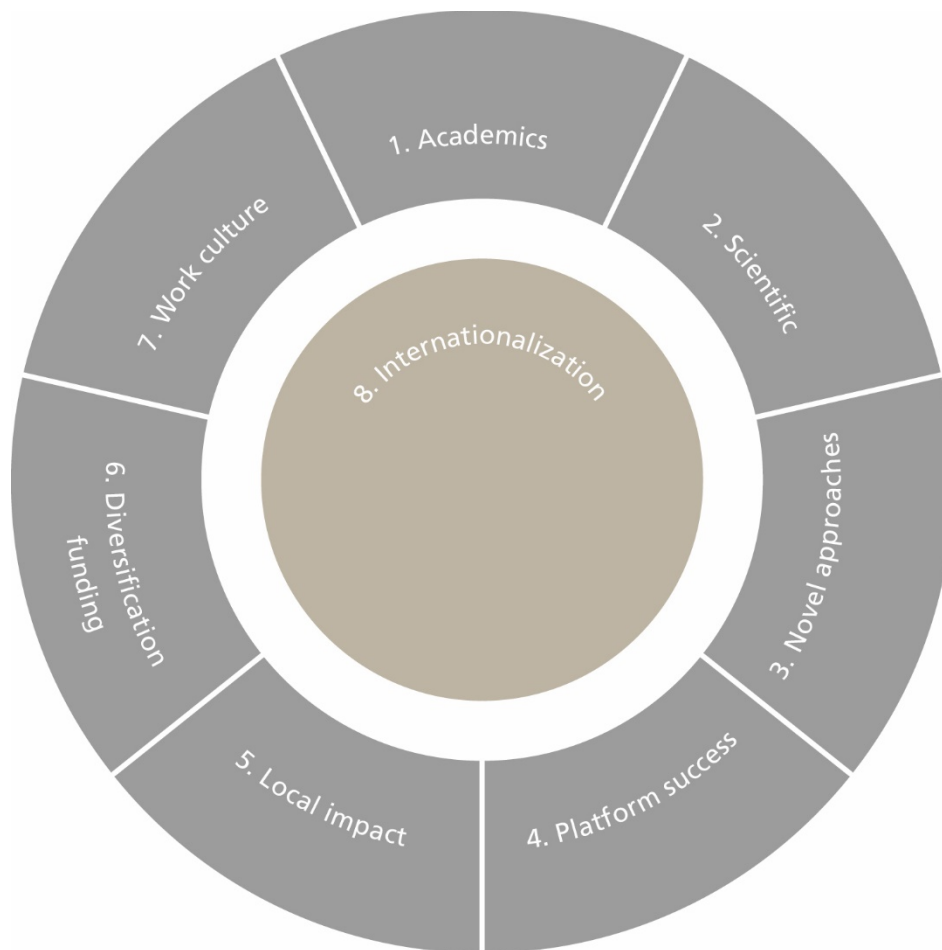 1. Academics
2. Scientific
3. Novel approaches
4. Platform success
5. Local impact
6. Diversification
funding
7. Work culture
8. Internationalization